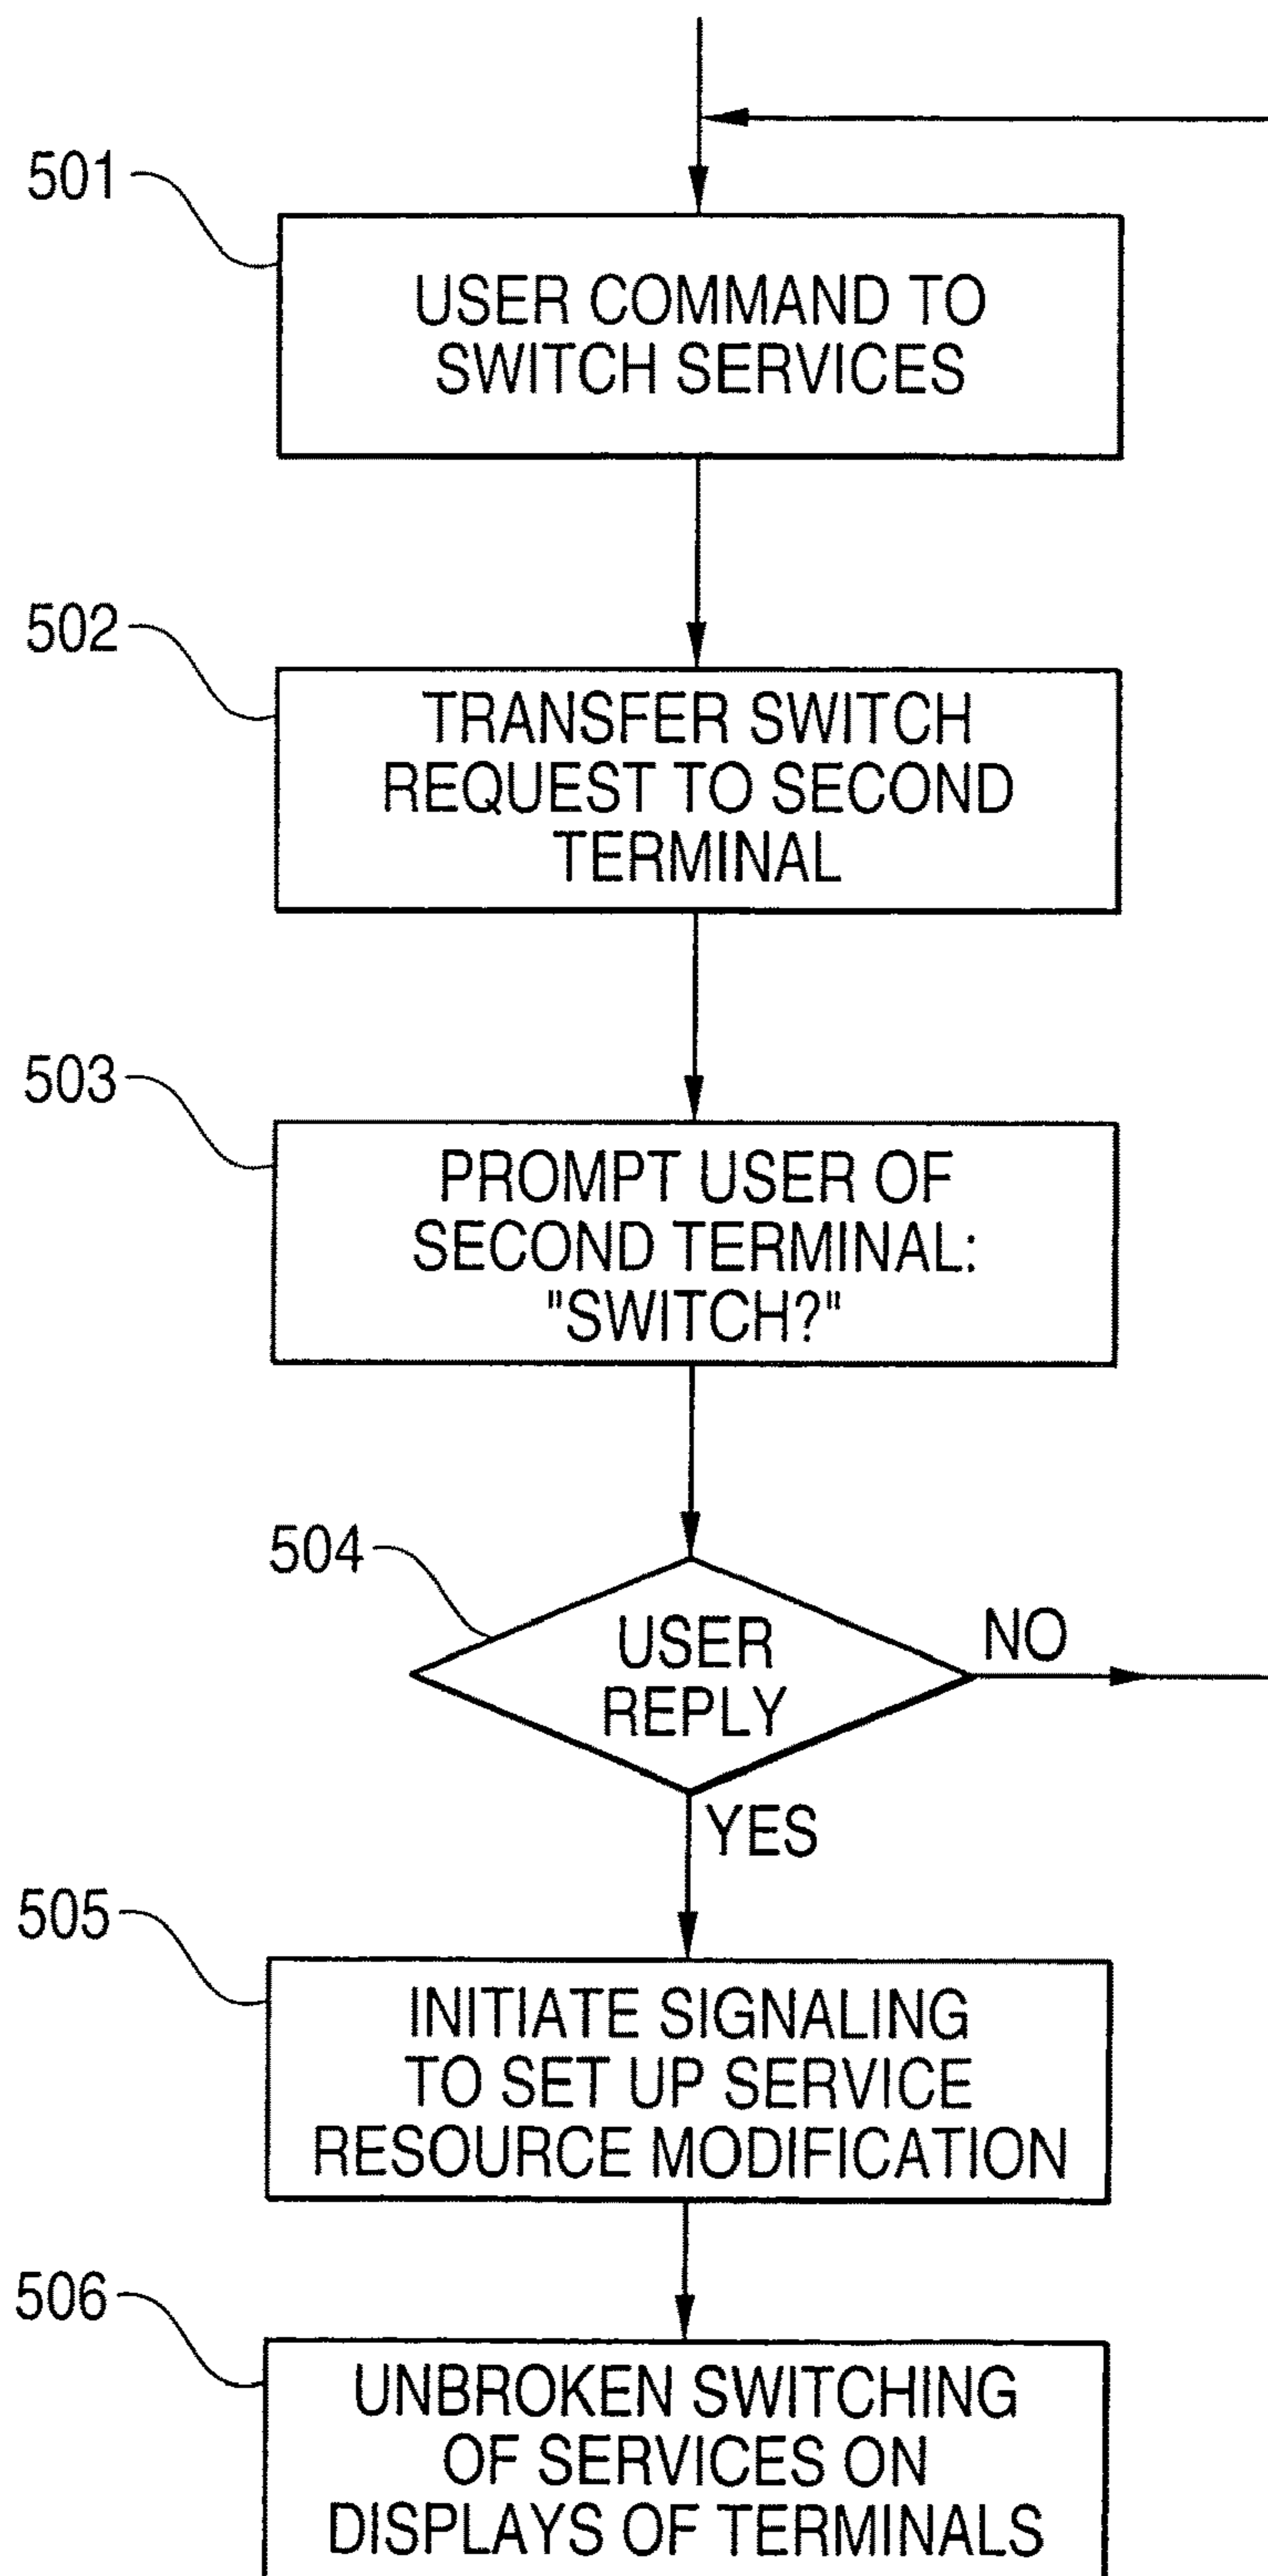 501
USER COMMAND TO
SWITCH SERVICES
502
TRANSFER SWITCH
REQUEST TO SECOND
TERMINAL
503
PROMPT USER OF
SECOND TERMINAL:
"SWITCH?"
504
USER
REPLY
NO
YES
505
INITIATE SIGNALING
TO SET UP SERVICE
RESOURCE MODIFICATION
506
UNBROKEN SWITCHING
OF SERVICES ON
DISPLAYS OF TERMINALS